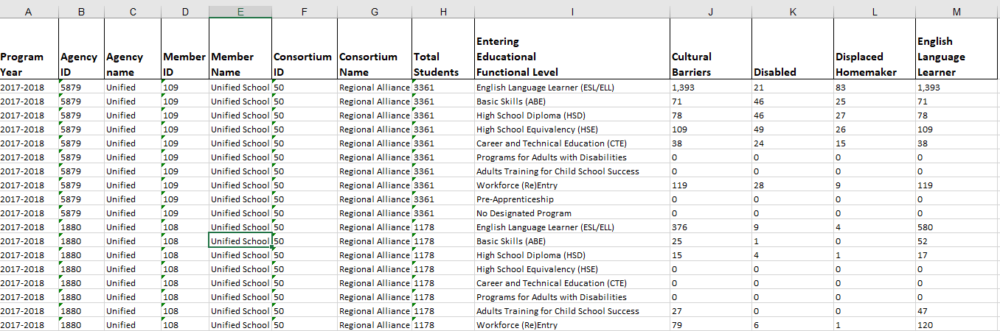 A B C D E F G H I J K L M
Program Year Agency ID Agency name Member ID Member Name Consortium ID Consortium Name Total Students Entering Educational Functional Level Cultural Barriers Disabled Displaced Homemaker English Language Learner
2017-2018 5879 Unified 109 Unified School 50 Regional Alliance 3361 English Language Learner (ESL/ELL) 1,393 21 83 1,393
2017-2018 5879 Unified 109 Unified School 50 Regional Alliance 3361 Basic Skills (ABE) 71 46 25 71
2017-2018 5879 Unified 109 Unified School 50 Regional Alliance 3361 High School Diploma (HSD) 78 46 27 78
2017-2018 5879 Unified 109 Unified School 50 Regional Alliance 3361 High School Equivalency (HSE) 109 49 26 109
2017-2018 5879 Unified 109 Unified School 50 Regional Alliance 3361 Career and Technical Education (CTE) 38 24 15 38
2017-2018 5879 Unified 109 Unified School 50 Regional Alliance 3361 Programs for Adults with Disabilities 0 0 0 0
2017-2018 5879 Unified 109 Unified School 50 Regional Alliance 3361 Adults Training for Child School Success 0 0 0 0
2017-2018 5879 Unified 109 Unified School 50 Regional Alliance 3361 Workforce (Re)Entry 119 28 9 119
2017-2018 5879 Unified 109 Unified School 50 Regional Alliance 3361 Pre-Apprenticeship 0 0 0 0
2017-2018 5879 Unified 109 Unified School 50 Regional Alliance 3361 No Designated Program 0 0 0 0
2017-2018 1880 Unified 108 Unified School 50 Regional Alliance 1178 English Language Learner (ESL/ELL) 376 9 4 580
2017-2018 1880 Unified 108 Unified School 50 Regional Alliance 1178 Basic Skills (ABE) 25 1 0 52
2017-2018 1880 Unified 108 Unified School 50 Regional Alliance 1178 High School Diploma (HSD) 15 4 1 17
2017-2018 1880 Unified 108 Unified School 50 Regional Alliance 1178 High School Equivalency (HSE) 0 0 0 0
2017-2018 1880 Unified 108 Unified School 50 Regional Alliance 1178 Career and Technical Education (CTE) 0 0 0 0
2017-2018 1880 Unified 108 Unified School 50 Regional Alliance 1178 Programs for Adults with Disabilities 0 0 0 0
2017-2018 1880 Unified 108 Unified School 50 Regional Alliance 1178 Adults Training for Child School Success 27 0 0 47
2017-2018 1880 Unified 108 Unified School 50 Regional Alliance 1178 Workforce (Re)Entry 79 6 1 120